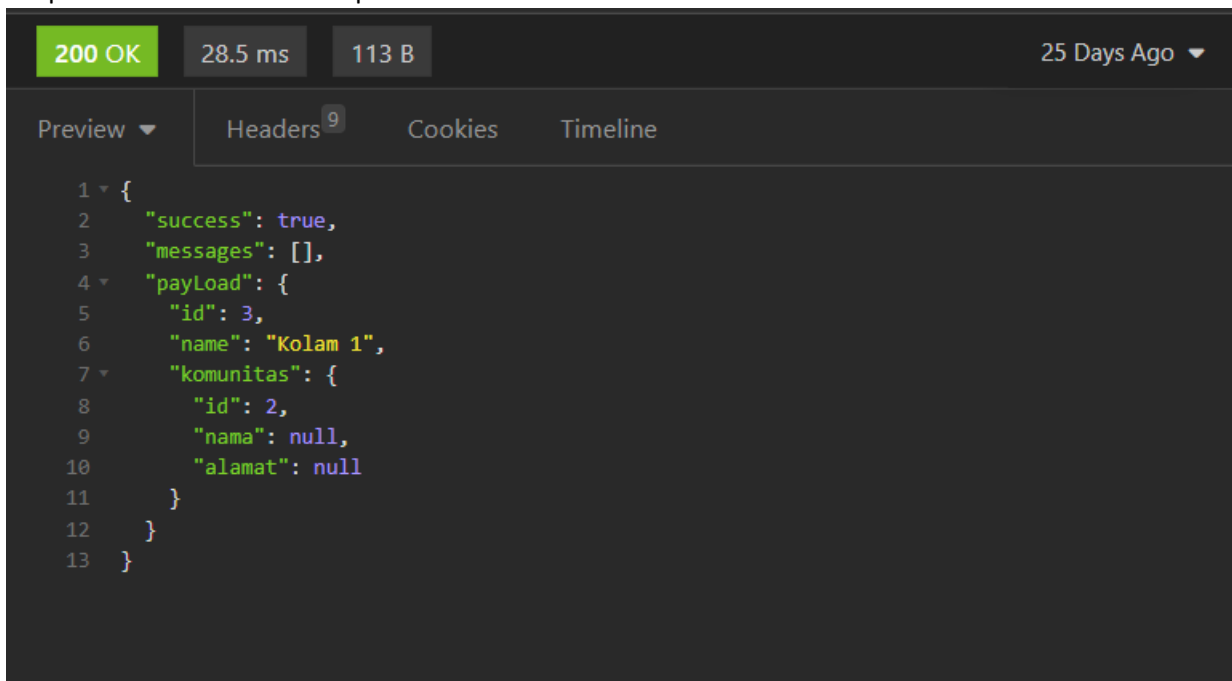 200 OK 28.5 ms 113 B 25 Days Ago
Preview Headers 9 Cookies Timeline
1 {
2 "success": true,
3 "messages": [],
4 "payLoad": {
5 "id": 3,
6 "name": "Kolam 1",
7 "komunitas": {
8 "id": 2,
9 "nama": null,
10 "alamat": null
11 }
12 }
13 }